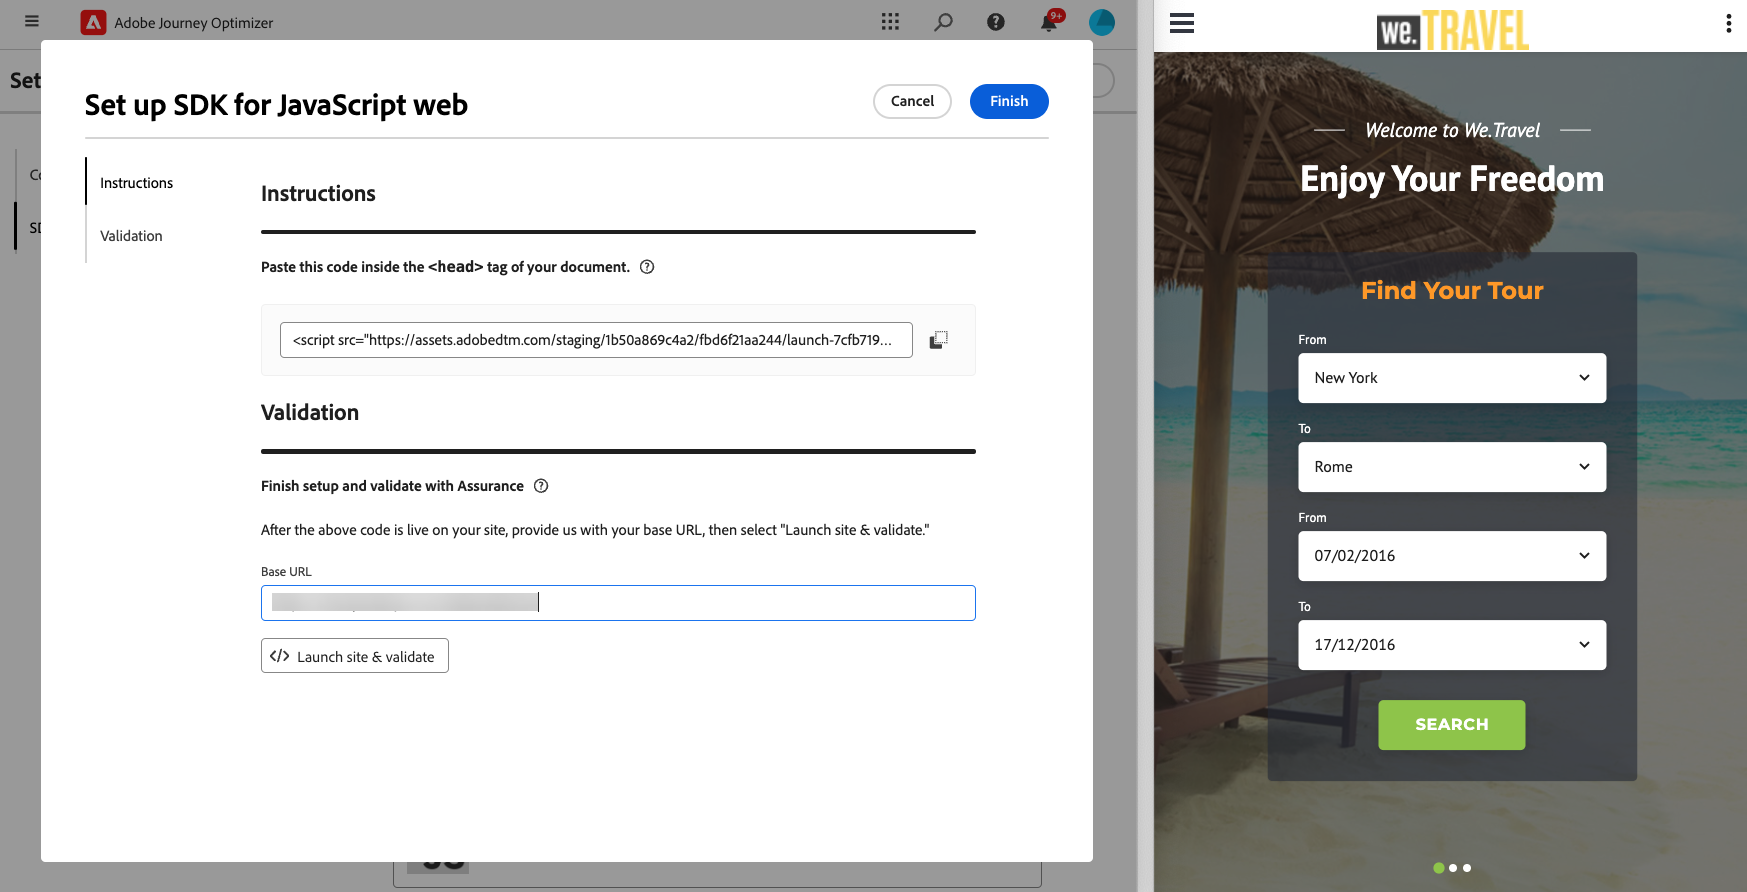 Adobe Journey Optimizer
9+
Set
Set up SDK for JavaScript web
Cancel
Finish
Instructions
Validation
Instructions
Paste this code inside the <head> tag of your document.
<script src="https://assets.adobedtm.com/staging/1b50a869c4a2/fbd6f21aa244/launch-7cfb719...
Validation
Finish setup and validate with Assurance
After the above code is live on your site, provide us with your base URL, then select "Launch site & validate."
Base URL
</> Launch site & validate
we.TRAVEL
Welcome to We.Travel
Enjoy Your Freedom
Find Your Tour
From
New York
To
Rome
From
07/02/2016
To
17/12/2016
SEARCH